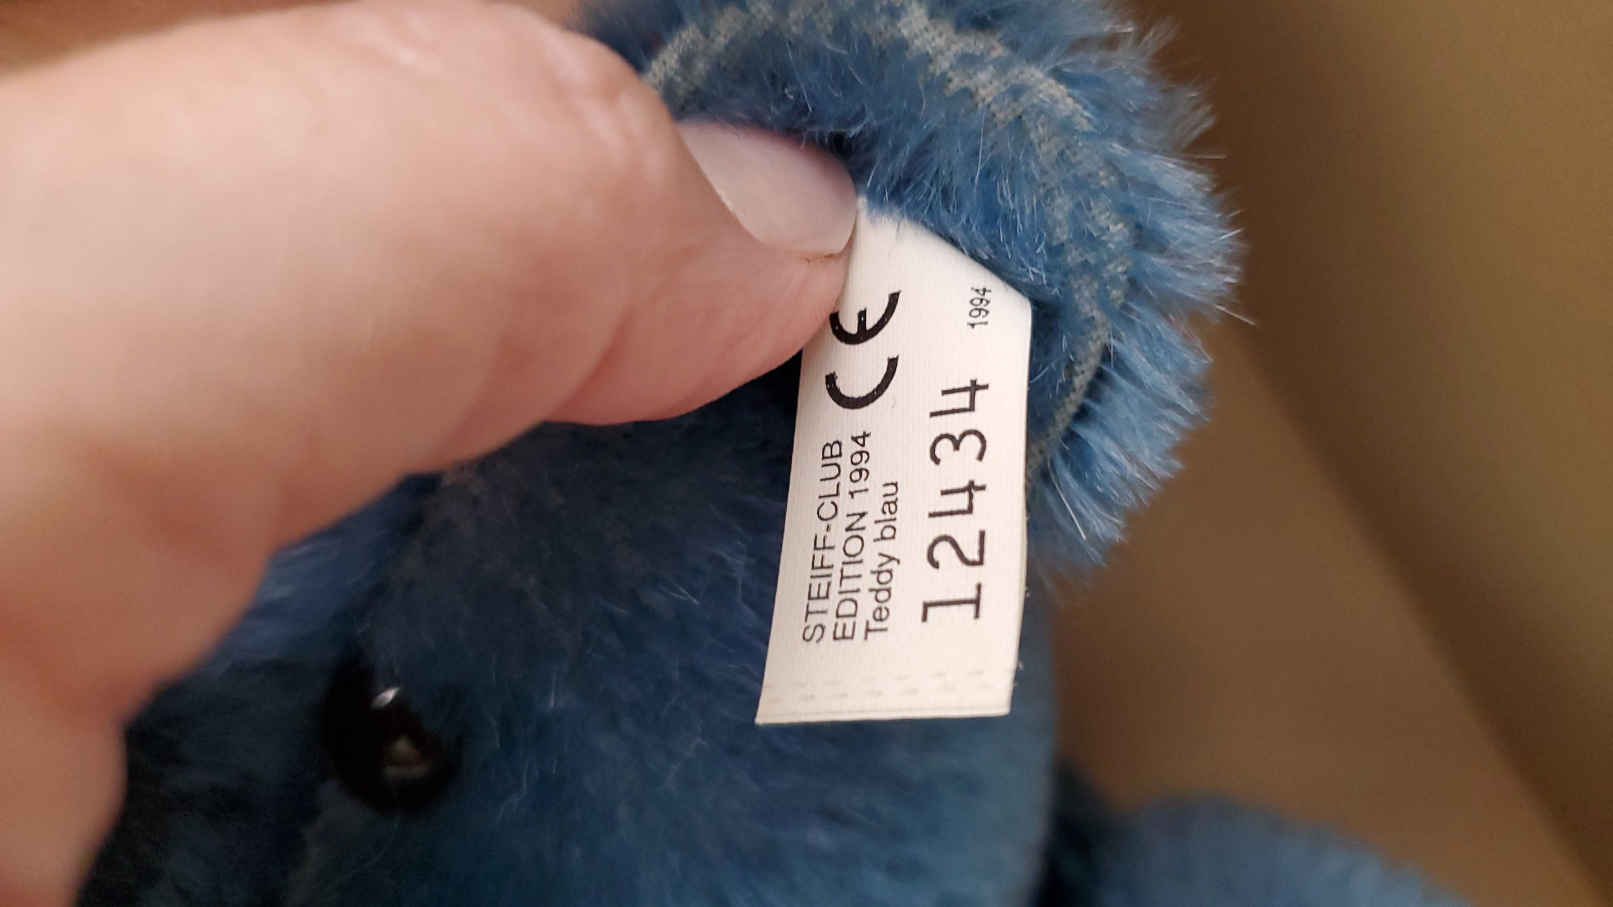 STEIFF-CLUB
EDITION 1994
Teddy blau
CE
12434
1994